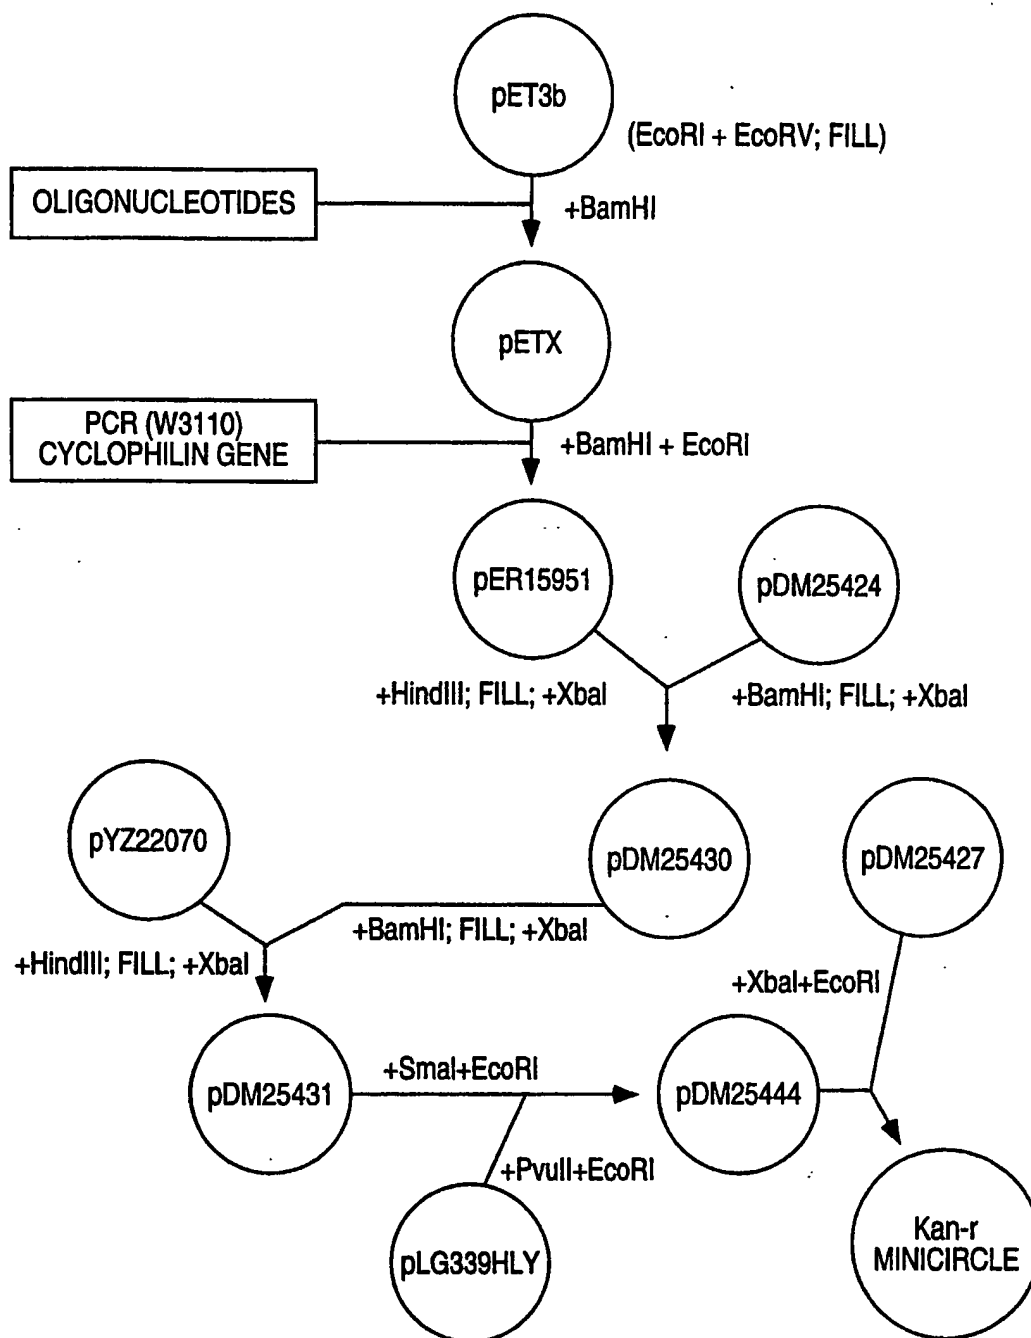 pET3b
(EcoRI + EcoRV; FILL)
OLIGONUCLEOTIDES
+BamHI
pETX
PCR (W3110)
CYCLOPHILIN GENE
+BamHI + EcoRI
pER15951
pDM25424
+HindIII; FILL; +XbaI
+BamHI; FILL; +XbaI
pYZ22070
pDM25430
pDM25427
+BamHI; FILL; +XbaI
+HindIII; FILL; +XbaI
+XbaI+EcoRI
pDM25431
+SmaI+EcoRI
pDM25444
+PvuII+EcoRI
pLG339HLY
Kan-r
MINICIRCLE